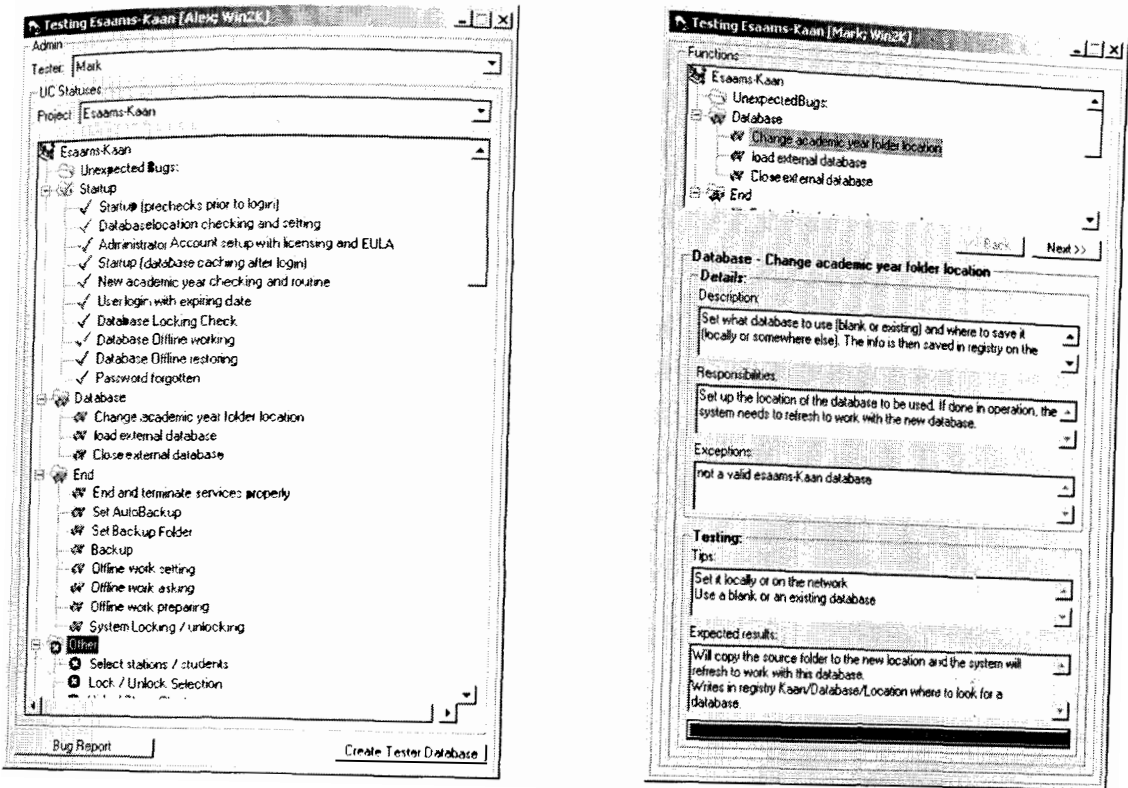 Testing Esaams-Kaan [Alex; Win2K]
Admin
Tester: Mark
UC Statuses
Project: Esaams-Kaan
Esaams-Kaan
Unexpected Bugs:
Startup
Startup (prechecks prior to login)
Databaselocation checking and setting
Administrator Account setup with licensing and EULA
Startup (database caching after login)
New academic year checking and routine
User login with expiring date
Database Locking Check
Database Offline working
Database Offline restoring
Password forgotten
Database
Change academic year folder location
load external database
Close external database
End
End and terminate services properly
Set AutoBackup
Set Backup Folder
Backup
Offline work setting
Offline work asking
Offline work preparing
System Locking / unlocking
Other
Select stations / students
Lock / Unlock Selection
Bug Report
Create Tester Database
Testing Esaams-Kaan [Mark; Win2K]
Functions
Esaams-Kaan
UnexpectedBugs:
Database
Change academic year folder location
load external database
Close external database
End
Back
Next >>
Database - Change academic year folder location
Details:
Description:
Set what database to use (blank or existing) and where to save it
(locally or somewhere else). The info is then saved in registry on the
Responsibilities:
Set up the location of the database to be used. If done in operation, the
system needs to refresh to work with the new database.
Exceptions:
not a valid esaams-Kaan database
Testing:
Tips:
Set it locally or on the network
Use a blank or an existing database
Expected results:
Will copy the source folder to the new location and the system will
refresh to work with this database.
Writes in registry Kaan/Database/Location where to look for a
database.